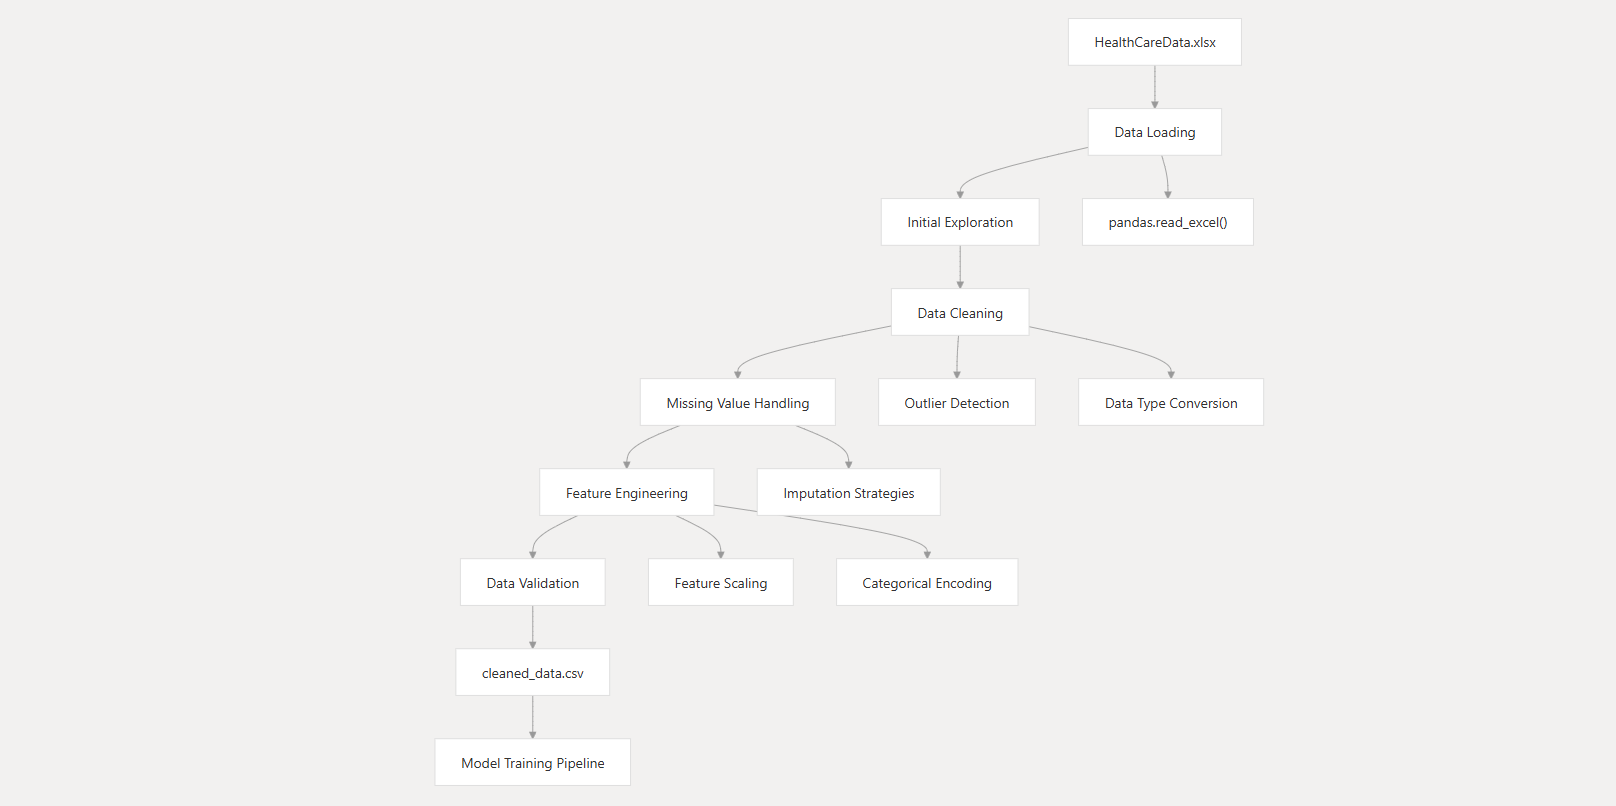 HealthCareData.xlsx
Data Loading
Initial Exploration
pandas.read_excel()
Data Cleaning
Missing Value Handling
Outlier Detection
Data Type Conversion
Feature Engineering
Imputation Strategies
Data Validation
Feature Scaling
Categorical Encoding
cleaned_data.csv
Model Training Pipeline